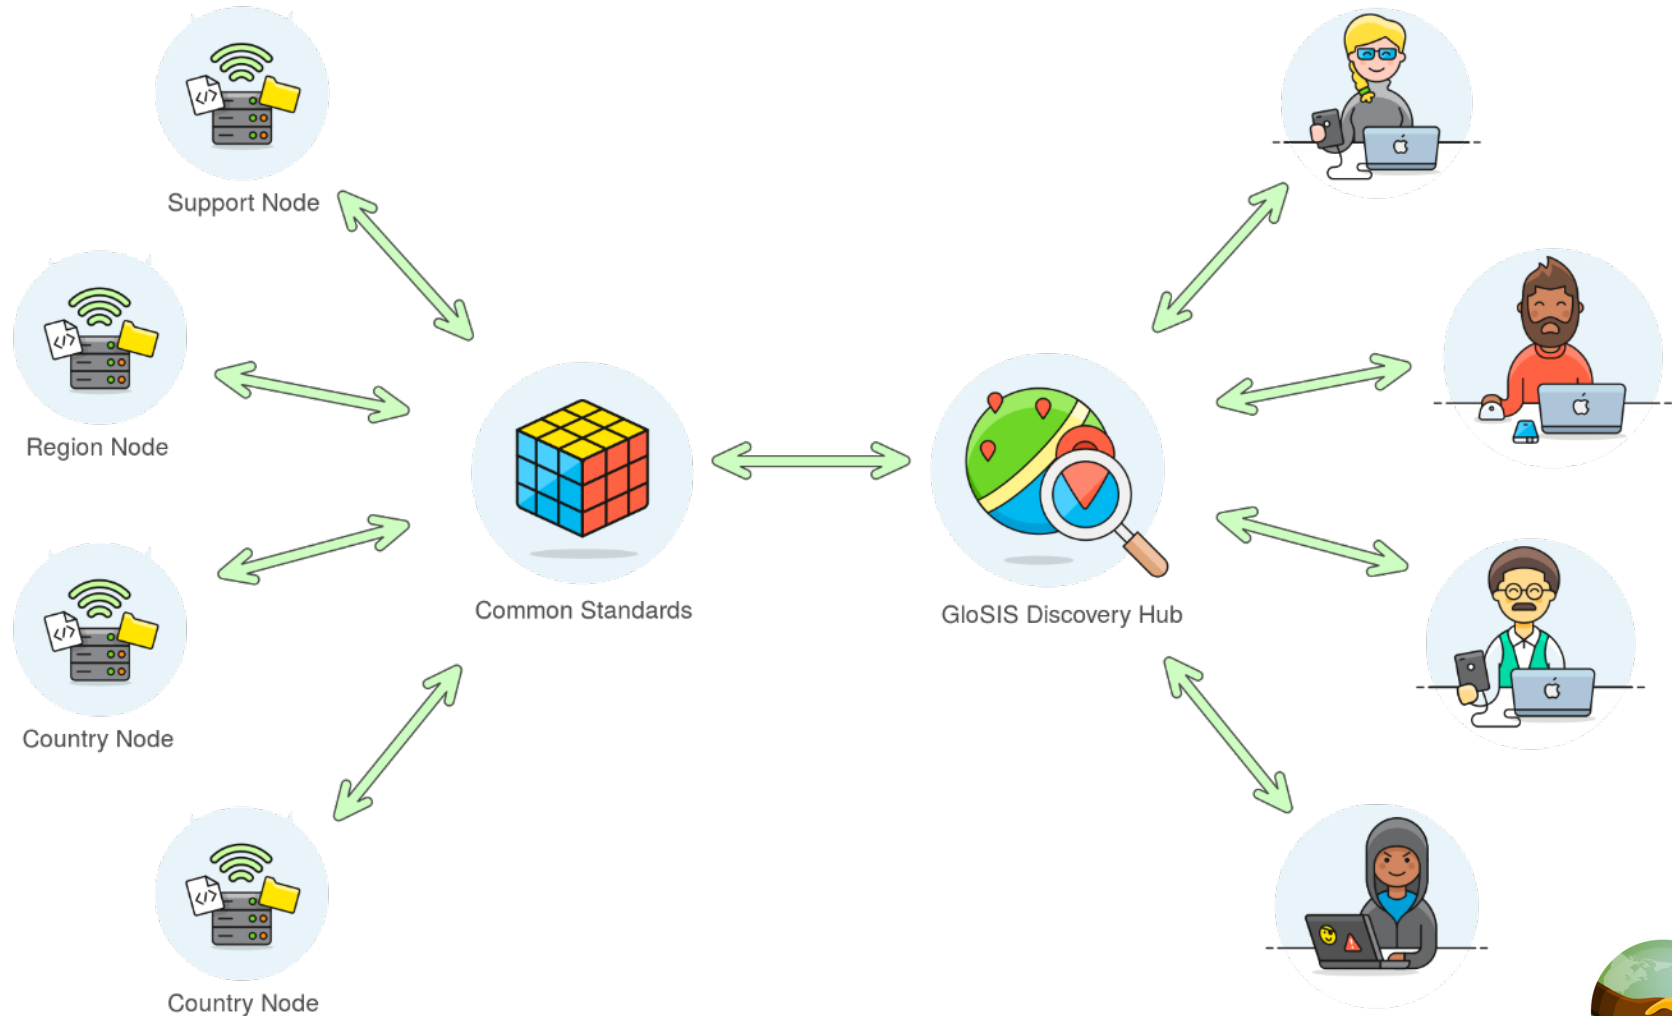 Support Node
Region Node
Common Standards
GloSIS Discovery Hub
Country Node
Country Node